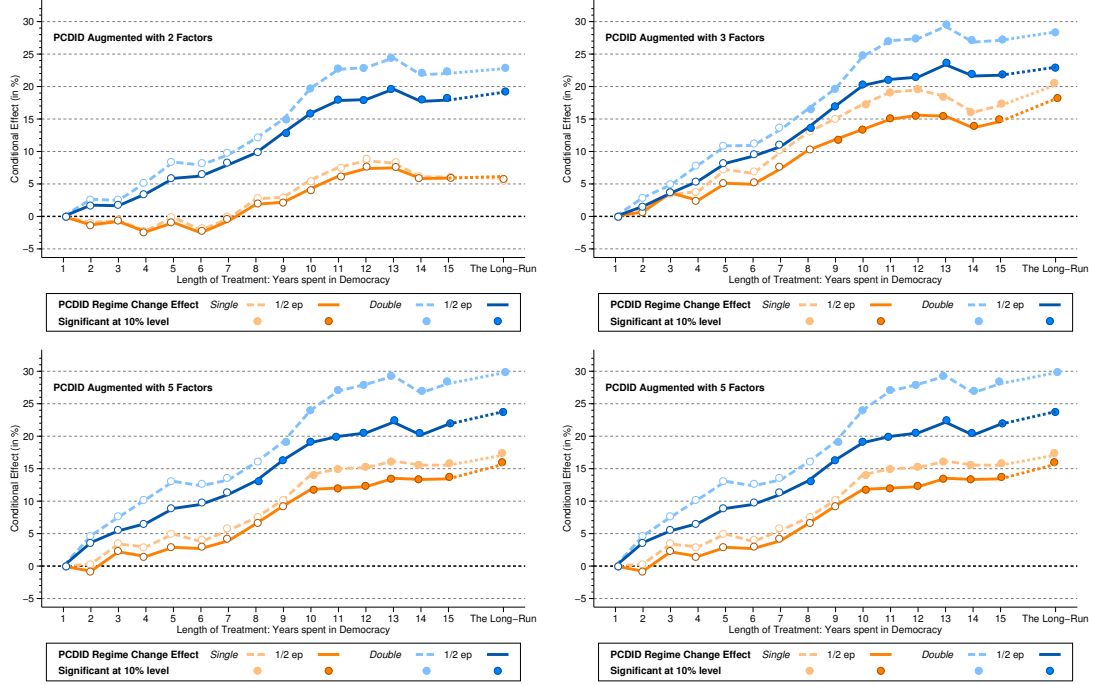 PCDID Augmented with 2 Factors
Conditional Effect (in %)
30
25
20
15
10
5
0
−5
1 2 3 4 5 6 7 8 9 10 11 12 13 14 15 The Long−Run
Length of Treatment: Years spent in Democracy
PCDID Regime Change Effect Single 1/2 ep Double 1/2 ep
Significant at 10% level
PCDID Augmented with 3 Factors
Conditional Effect (in %)
30
25
20
15
10
5
0
−5
1 2 3 4 5 6 7 8 9 10 11 12 13 14 15 The Long−Run
Length of Treatment: Years spent in Democracy
PCDID Regime Change Effect Single 1/2 ep Double 1/2 ep
Significant at 10% level
PCDID Augmented with 5 Factors
Conditional Effect (in %)
30
25
20
15
10
5
0
−5
1 2 3 4 5 6 7 8 9 10 11 12 13 14 15 The Long−Run
Length of Treatment: Years spent in Democracy
PCDID Regime Change Effect Single 1/2 ep Double 1/2 ep
Significant at 10% level
PCDID Augmented with 5 Factors
Conditional Effect (in %)
30
25
20
15
10
5
0
−5
1 2 3 4 5 6 7 8 9 10 11 12 13 14 15 The Long−Run
Length of Treatment: Years spent in Democracy
PCDID Regime Change Effect Single 1/2 ep Double 1/2 ep
Significant at 10% level